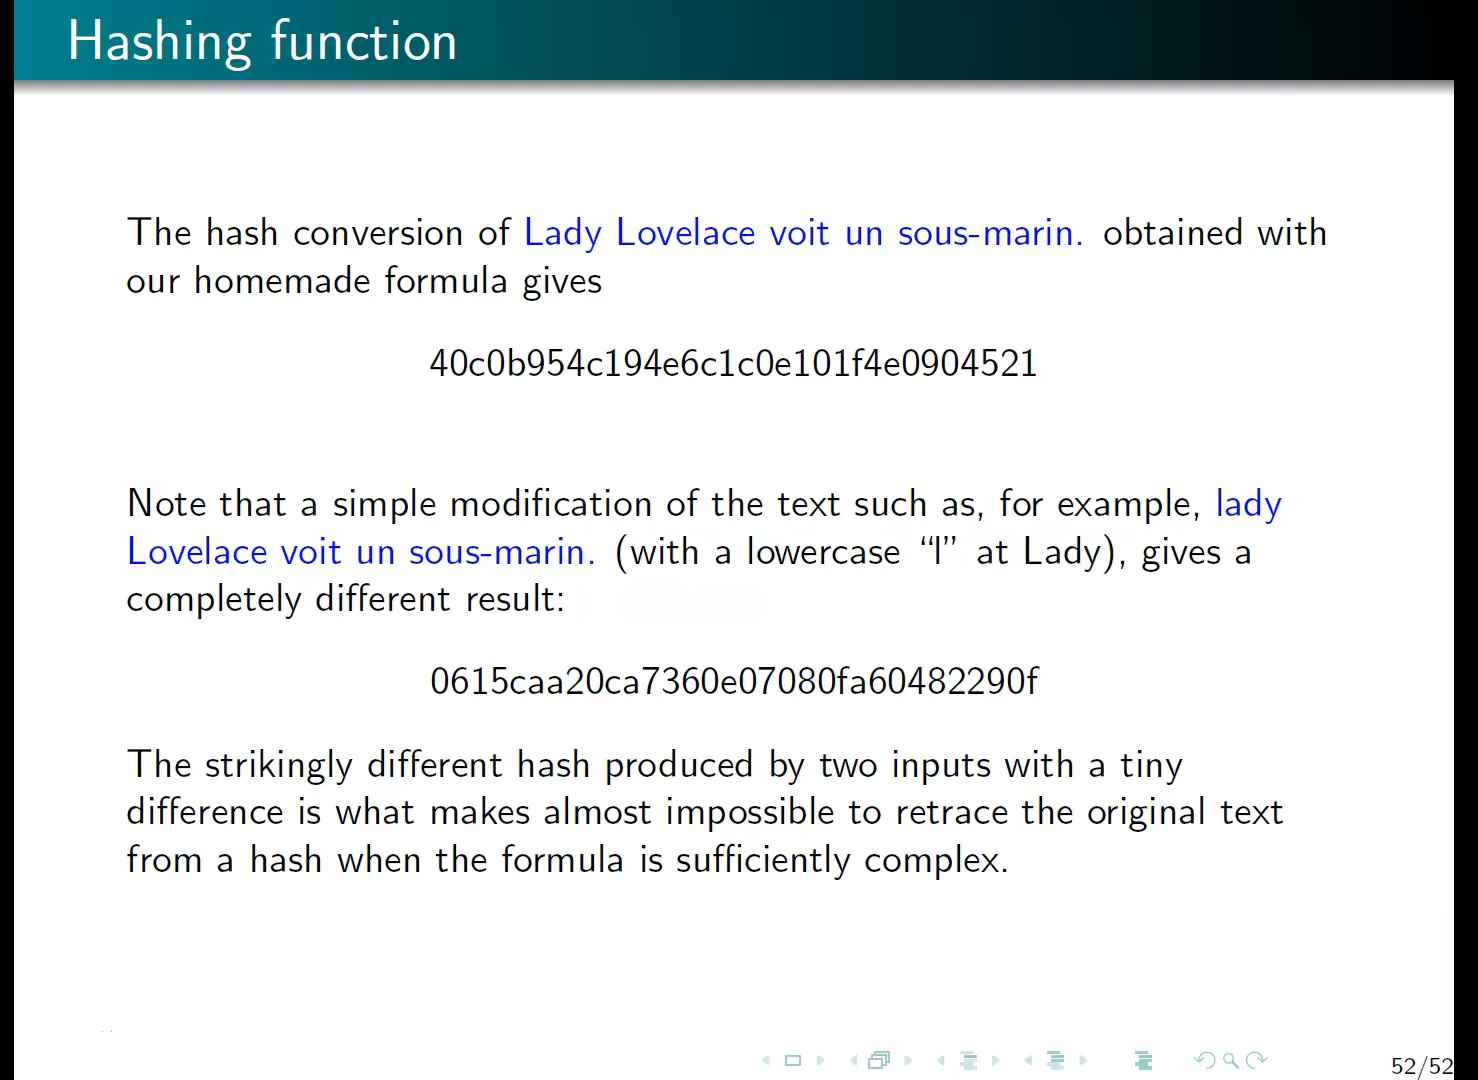 Hashing function
The hash conversion of Lady Lovelace voit un sous-marin. obtained with
our homemade formula gives
40c0b954c194e6c1c0e101f4e0904521
Note that a simple modification of the text such as, for example, lady
Lovelace voit un sous-marin. (with a lowercase “l” at Lady), gives a
completely different result:
0615caa20ca7360e07080fa60482290f
The strikingly different hash produced by two inputs with a tiny
difference is what makes almost impossible to retrace the original text
from a hash when the formula is sufficiently complex.
52/52